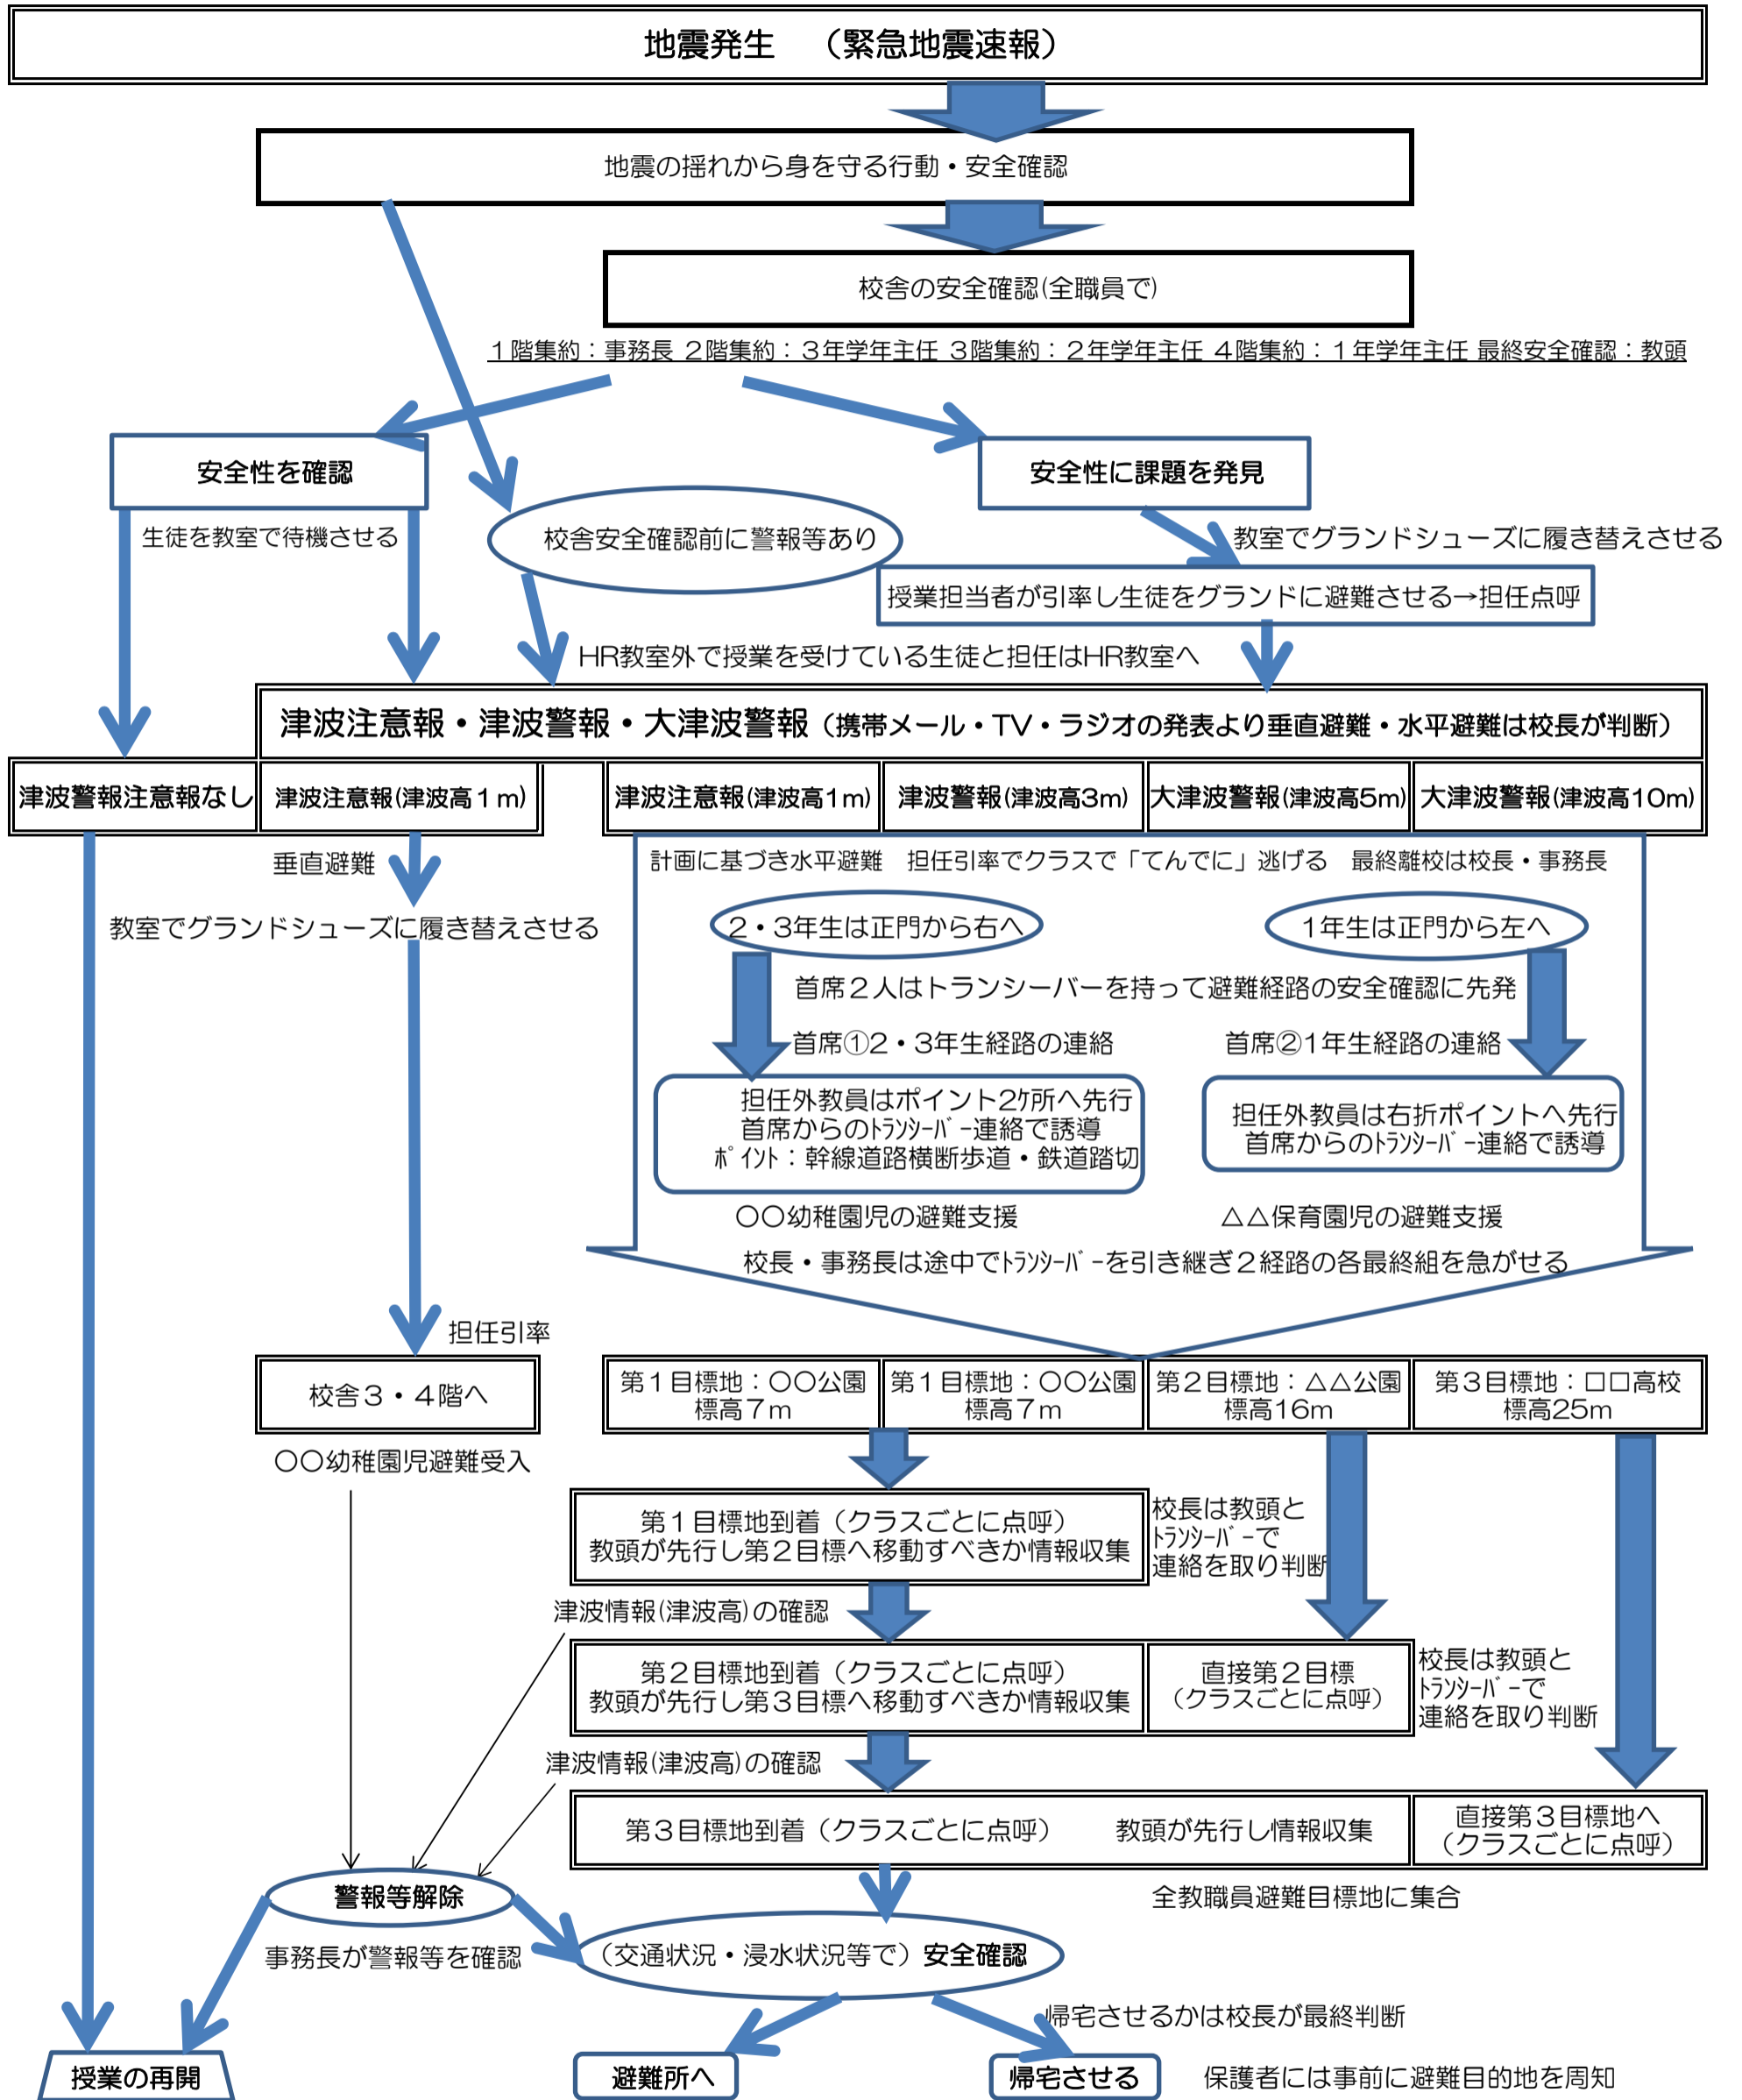 地震発生　（緊急地震速報）
地震の揺れから身を守る行動・安全確認
校舎の安全確認(全職員で)
１階集約：事務長 ２階集約：３年学年主任 ３階集約：２年学年主任 ４階集約：１年学年主任 最終安全確認：教頭
安全性を確認
安全性に課題を発見
生徒を教室で待機させる
校舎安全確認前に警報等あり
教室でグランドシューズに履き替えさせる
授業担当者が引率し生徒をグランドに避難させる→担任点呼
HR教室外で授業を受けている生徒と担任はHR教室へ
津波注意報・津波警報・大津波警報（携帯メール・TV・ラジオの発表より垂直避難・水平避難は校長が判断）
津波警報注意報なし
津波注意報(津波高１m)
津波注意報(津波高1m)
津波警報(津波高3m)
大津波警報(津波高5m)
大津波警報(津波高10m)
垂直避難
教室でグランドシューズに履き替えさせる
計画に基づき水平避難　担任引率でクラスで「てんでに」逃げる　最終離校は校長・事務長
2・3年生は正門から右へ
1年生は正門から左へ
首席２人はトランシーバーを持って避難経路の安全確認に先発
首席①2・3年生経路の連絡
首席②1年生経路の連絡
担任外教員はポイント2ｹ所へ先行
首席からのﾄﾗﾝｼｰﾊﾞｰ連絡で誘導
ﾎﾟｲﾝﾄ：幹線道路横断歩道・鉄道踏切
担任外教員は右折ポイントへ先行
首席からのﾄﾗﾝｼｰﾊﾞｰ連絡で誘導
〇〇幼稚園児の避難支援
△△保育園児の避難支援
校長・事務長は途中でﾄﾗﾝｼｰﾊﾞｰを引き継ぎ２経路の各最終組を急がせる
担任引率
校舎３・４階へ
〇〇幼稚園児避難受入
第１目標地：〇〇公園
標高７m
第１目標地：〇〇公園
標高７m
第２目標地：△△公園
標高16m
第３目標地：□□高校
標高25m
第１目標地到着（クラスごとに点呼）
教頭が先行し第２目標へ移動すべきか情報収集
校長は教頭と
ﾄﾗﾝｼｰﾊﾞｰで
連絡を取り判断
津波情報(津波高)の確認
第２目標地到着（クラスごとに点呼）
教頭が先行し第３目標へ移動すべきか情報収集
直接第２目標
（クラスごとに点呼）
校長は教頭と
ﾄﾗﾝｼｰﾊﾞｰで
連絡を取り判断
津波情報(津波高)の確認
第３目標地到着（クラスごとに点呼）　　教頭が先行し情報収集
直接第３目標地へ
（クラスごとに点呼）
警報等解除
全教職員避難目標地に集合
事務長が警報等を確認
（交通状況・浸水状況等で）安全確認
帰宅させるかは校長が最終判断
授業の再開
避難所へ
帰宅させる
保護者には事前に避難目的地を周知